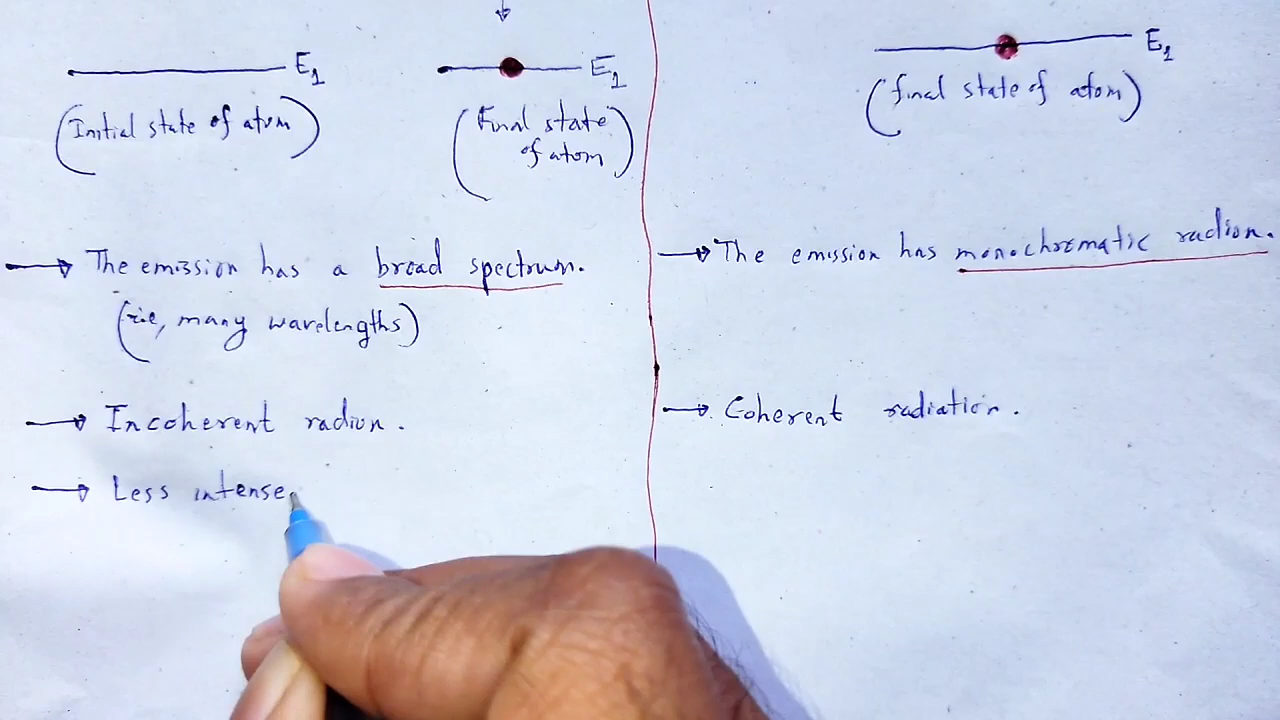 E1
(Initial state of atom)
E1
(Final state
of atom)
→ The emission has a broad spectrum.
(i.e, many wavelengths)
→ Incoherent radion.
→ Less intense
E1
(final state of atom)
→ The emission has monochromatic radion.
→ Coherent radiation.